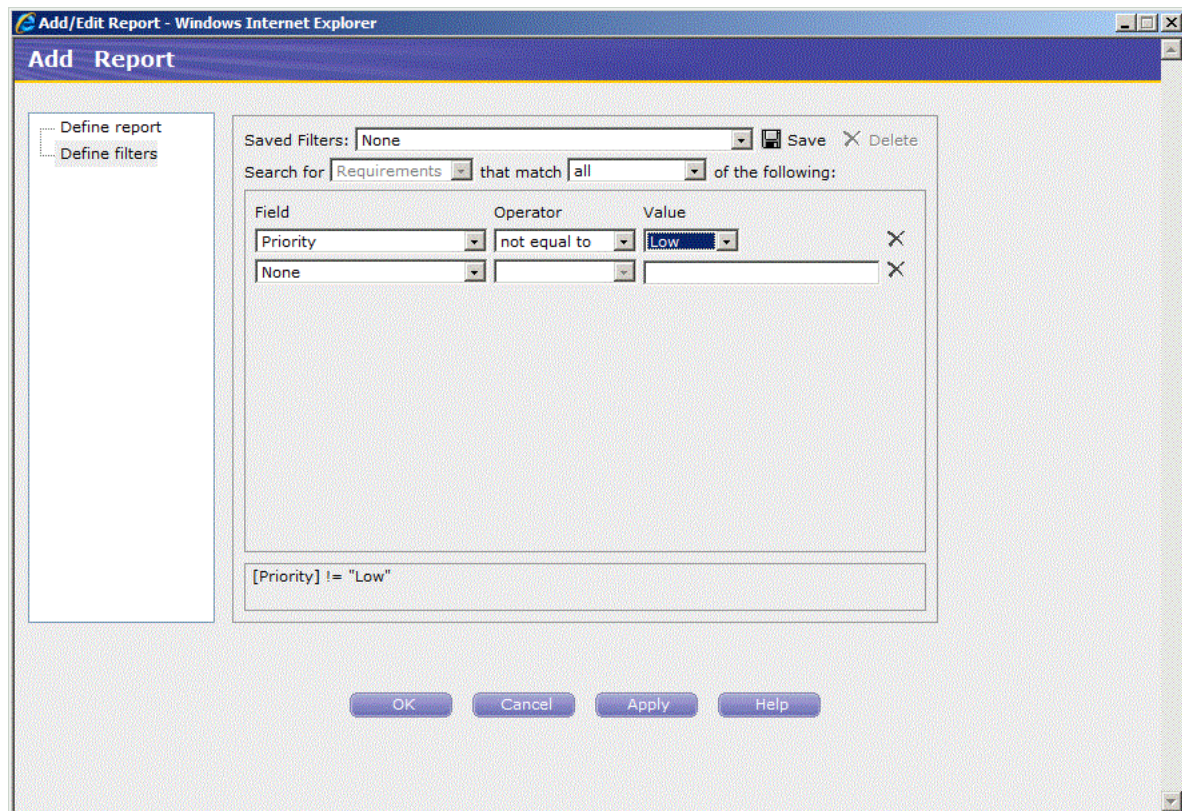 Add/Edit Report - Windows Internet Explorer
Add Report
Define report
Define filters
Saved Filters: None Save Delete
Search for Requirements that match all of the following:
Field Operator Value
Priority not equal to Low
None
[Priority] != "Low"
OK Cancel Apply Help